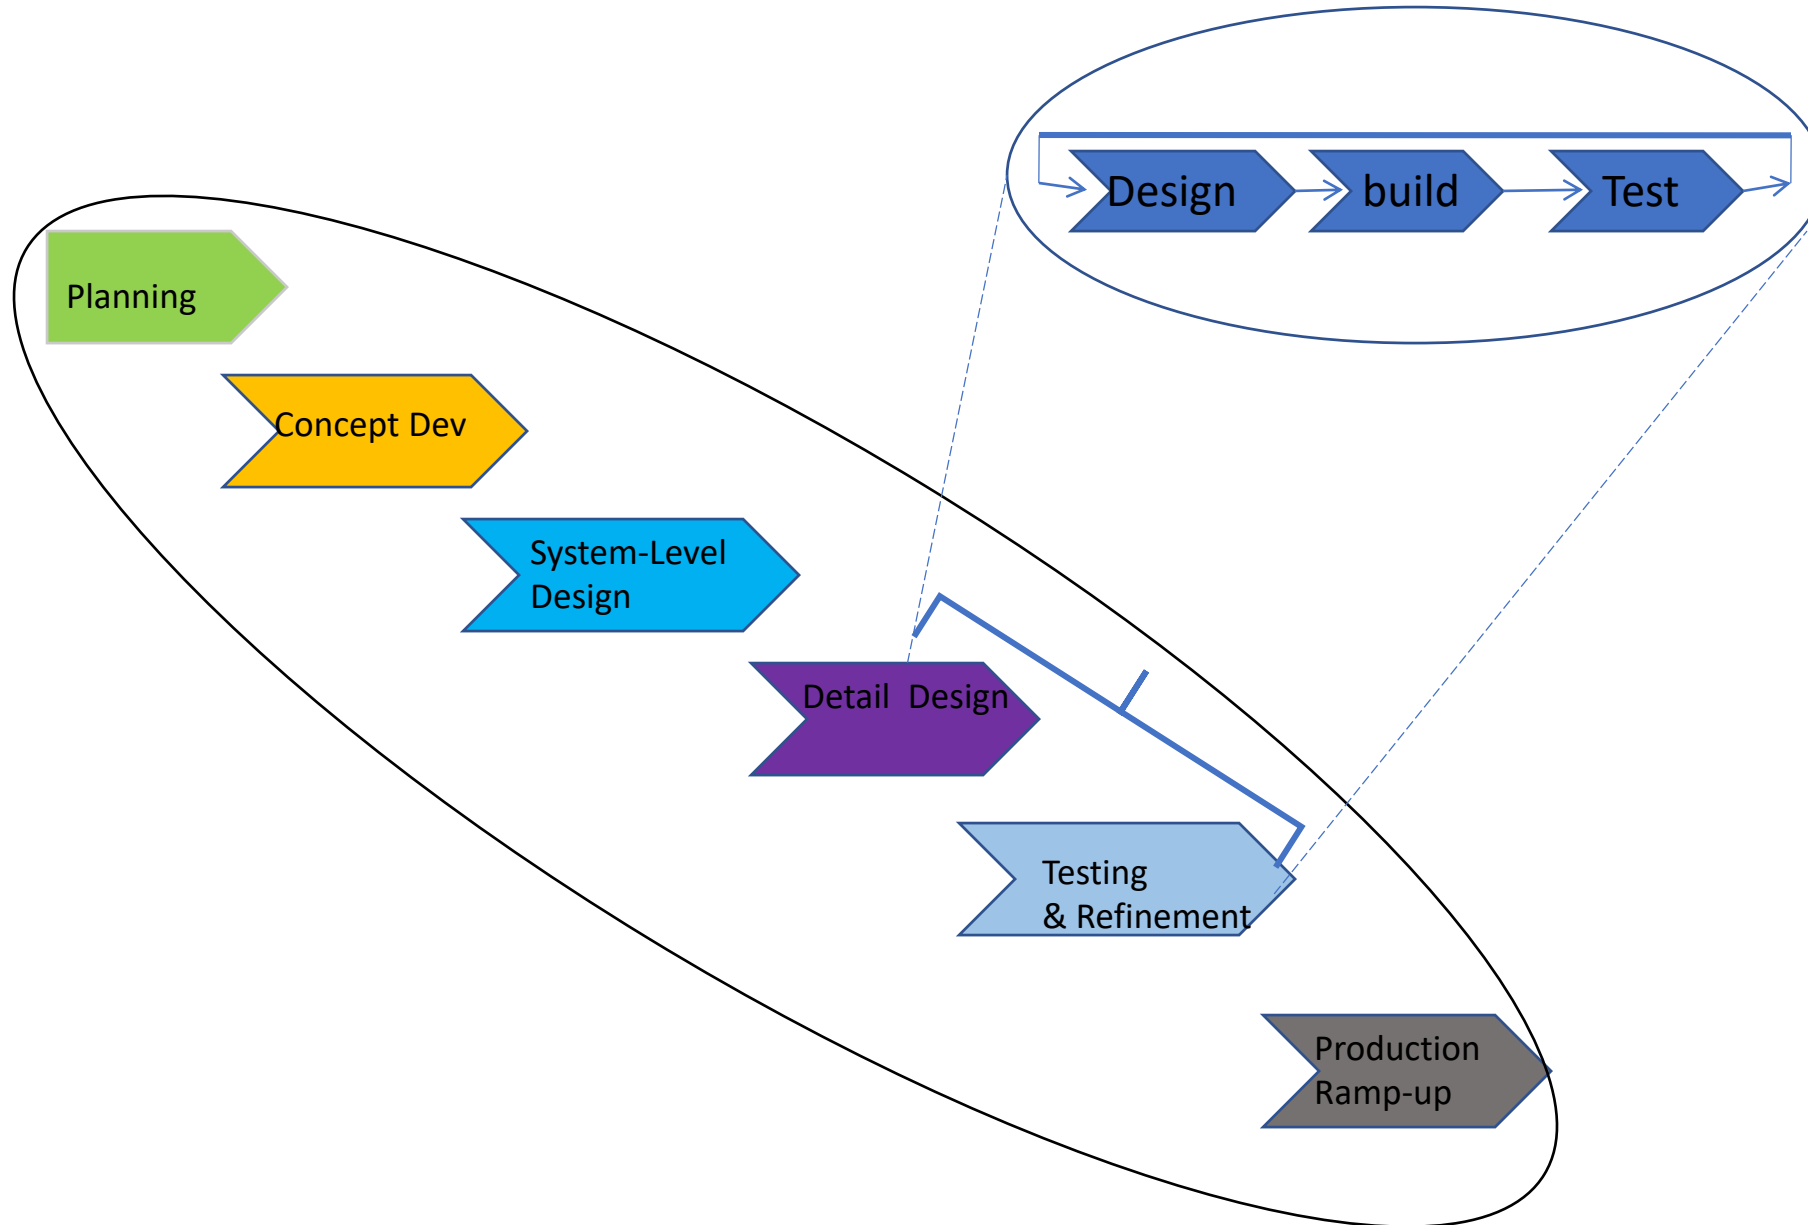 Design
build
Test
Planning
Concept Dev
System-Level
Design
Detail  Design
Testing
& Refinement
Production
Ramp-up